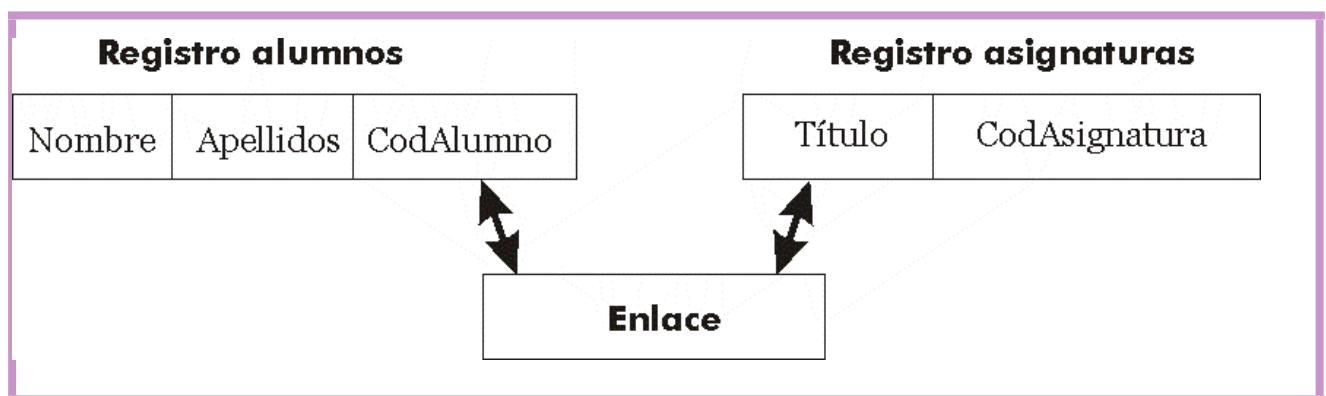 Registro alumnos
Registro asignaturas
Nombre Apellidos CodAlumno
Título CodAsignatura
Enlace